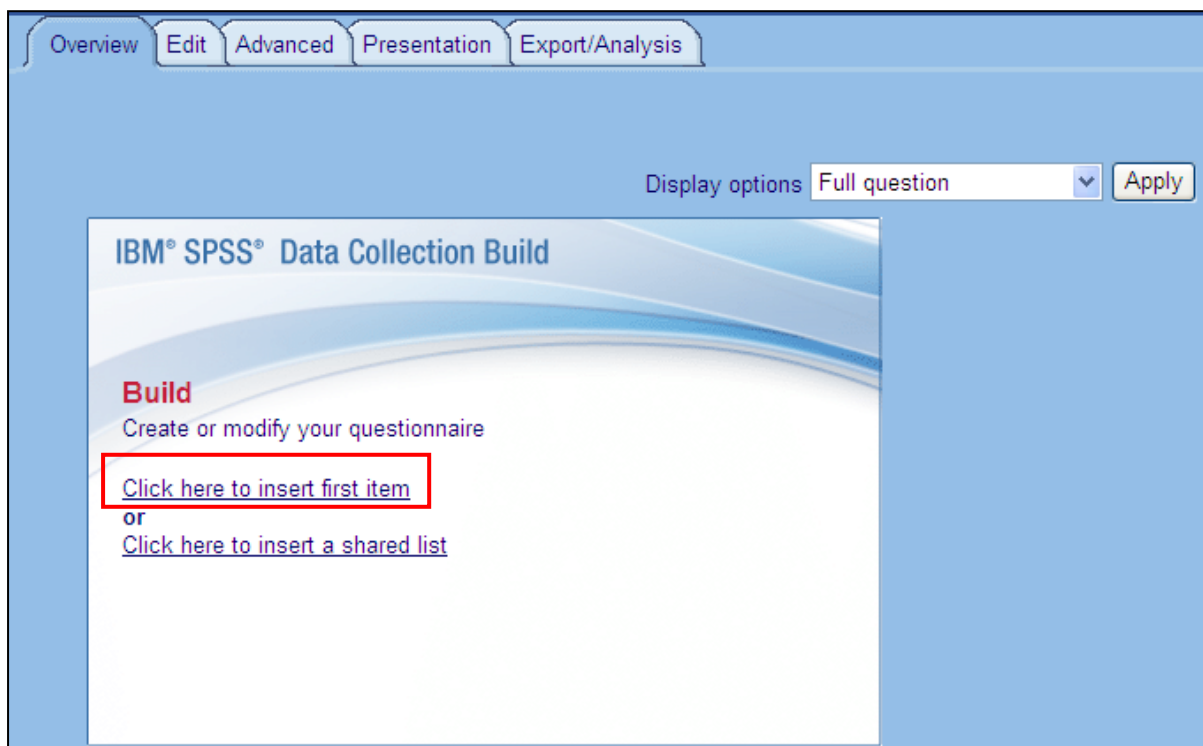 Overview Edit Advanced Presentation Export/Analysis
Display options Full question Apply
IBM® SPSS® Data Collection Build
Build
Create or modify your questionnaire
Click here to insert first item
or
Click here to insert a shared list